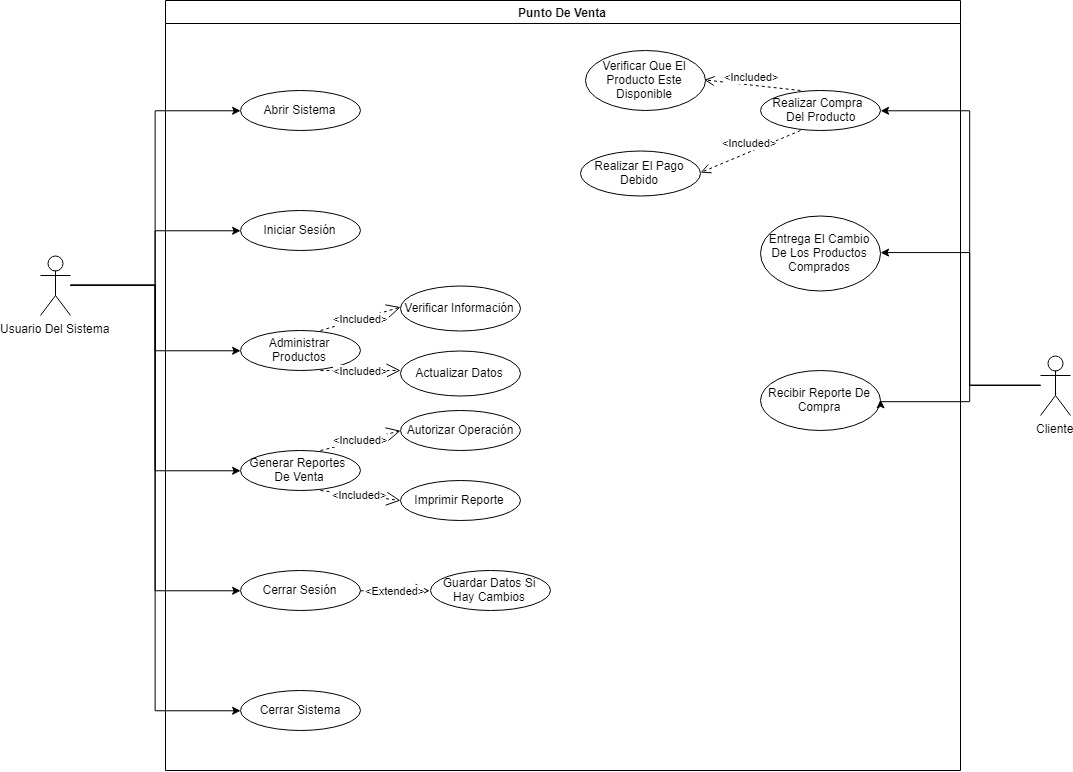 Punto De Venta
Verificar Que El
Producto Este
Disponible
<Included>
Realizar Compra
Del Producto
Abrir Sistema
<Included>
Realizar El Pago
Debido
Iniciar Sesión
Entrega El Cambio
De Los Productos
Comprados
Usuario Del Sistema
Verificar Información
<Included>
Administrar
Productos
<Included>
Actualizar Datos
Recibir Reporte De
Compra
Cliente
Autorizar Operación
<Included>
Generar Reportes
De Venta
<Included>
Imprimir Reporte
Cerrar Sesión
<Extended>
Guardar Datos Si
Hay Cambios
Cerrar Sistema